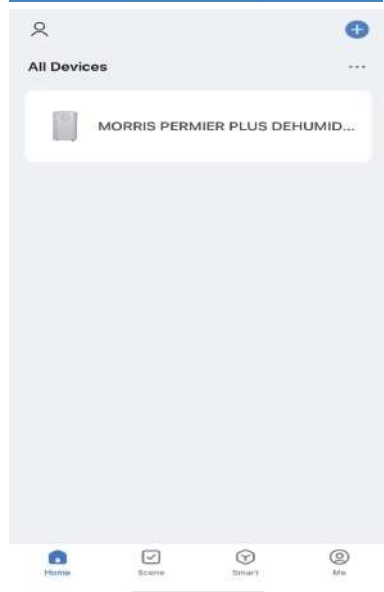 All Devices
MORRIS PERMIER PLUS DEHUMID...
Home
Scene
Smart
Me